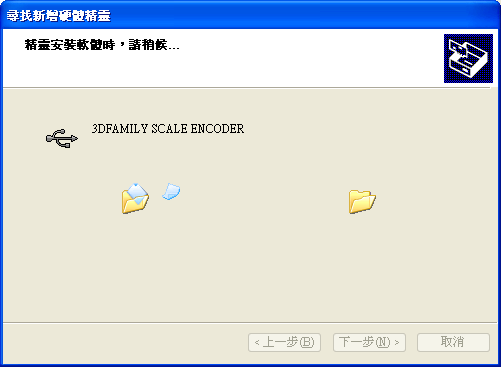 尋找新增硬體精靈
精靈安裝軟體時，請稍候...
3DFAMILY SCALE ENCODER
< 上一步(B)
下一步(N) >
取消